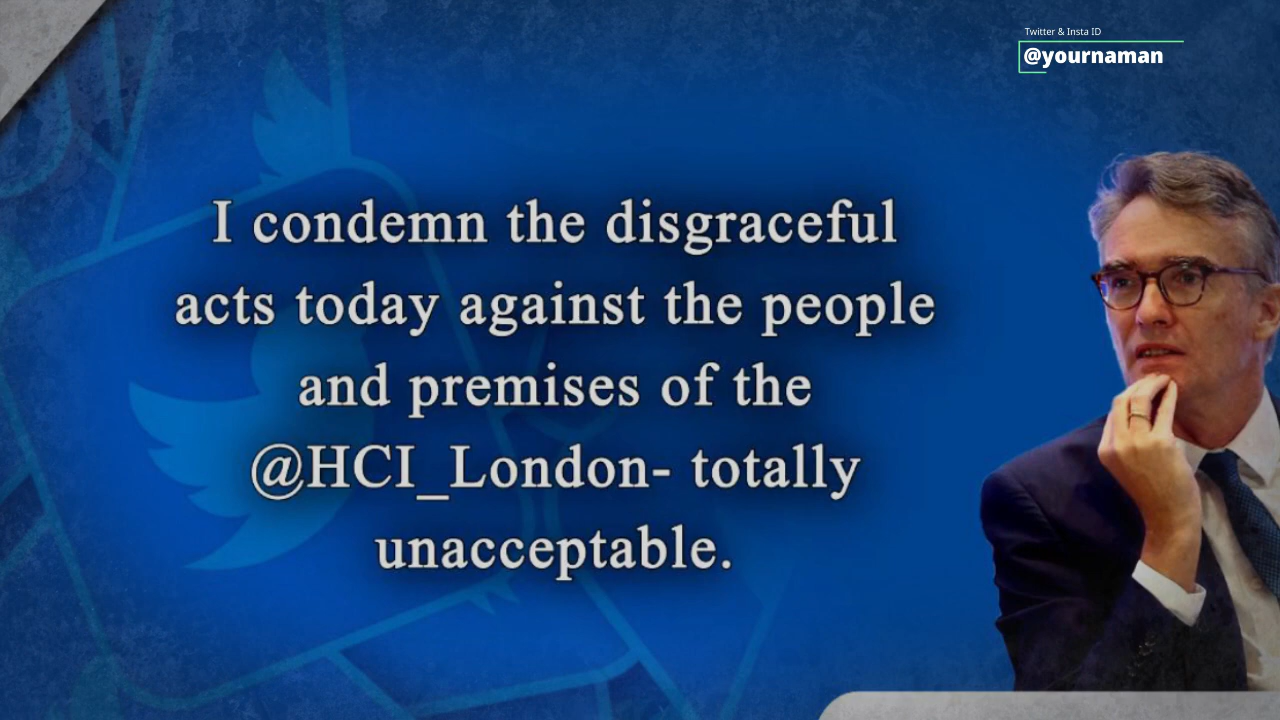 Twitter & Insta ID
@yournaman
I condemn the disgraceful
acts today against the people
and premises of the
@HCI_London- totally
unacceptable.